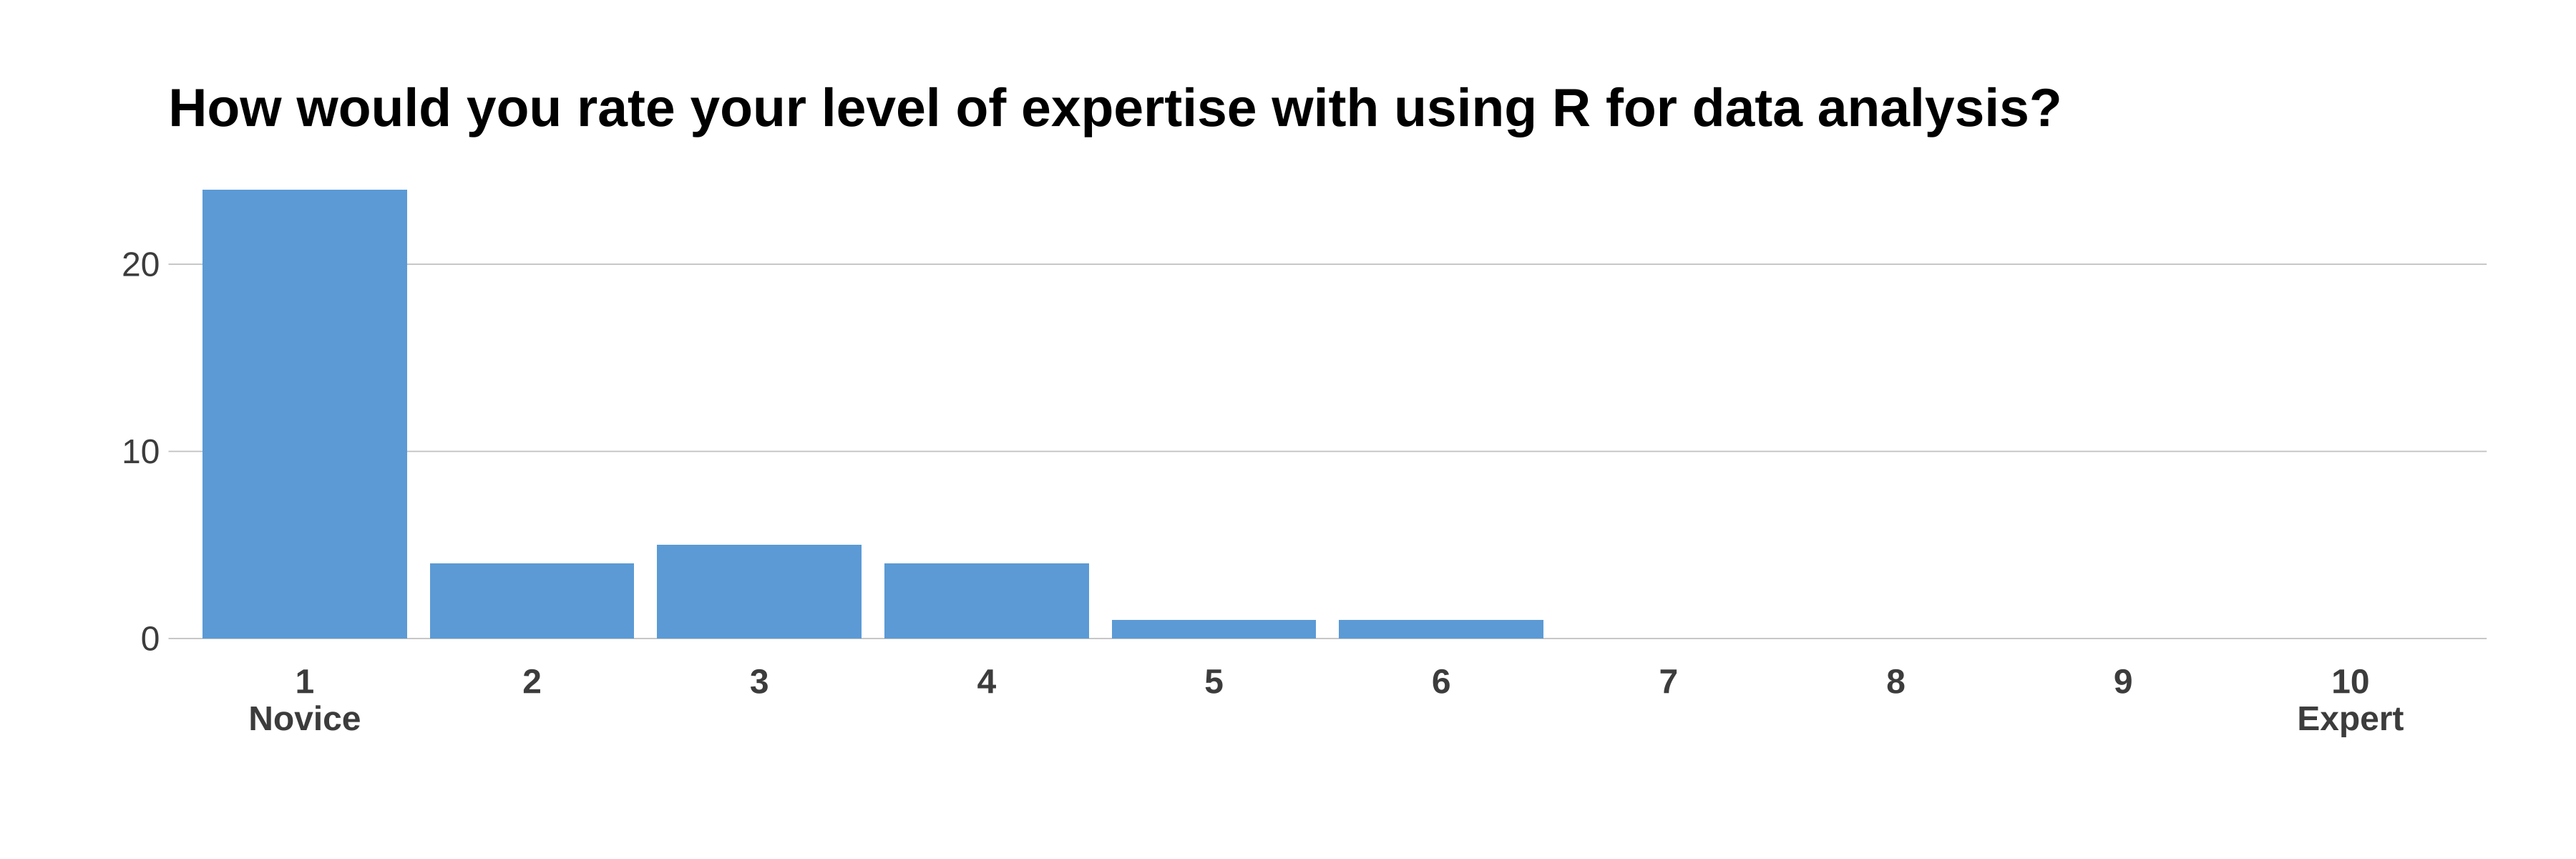 How would you rate your level of expertise with using R for data analysis?
20
10
0
1 2 3 4 5 6 7 8 9 10
Novice Expert